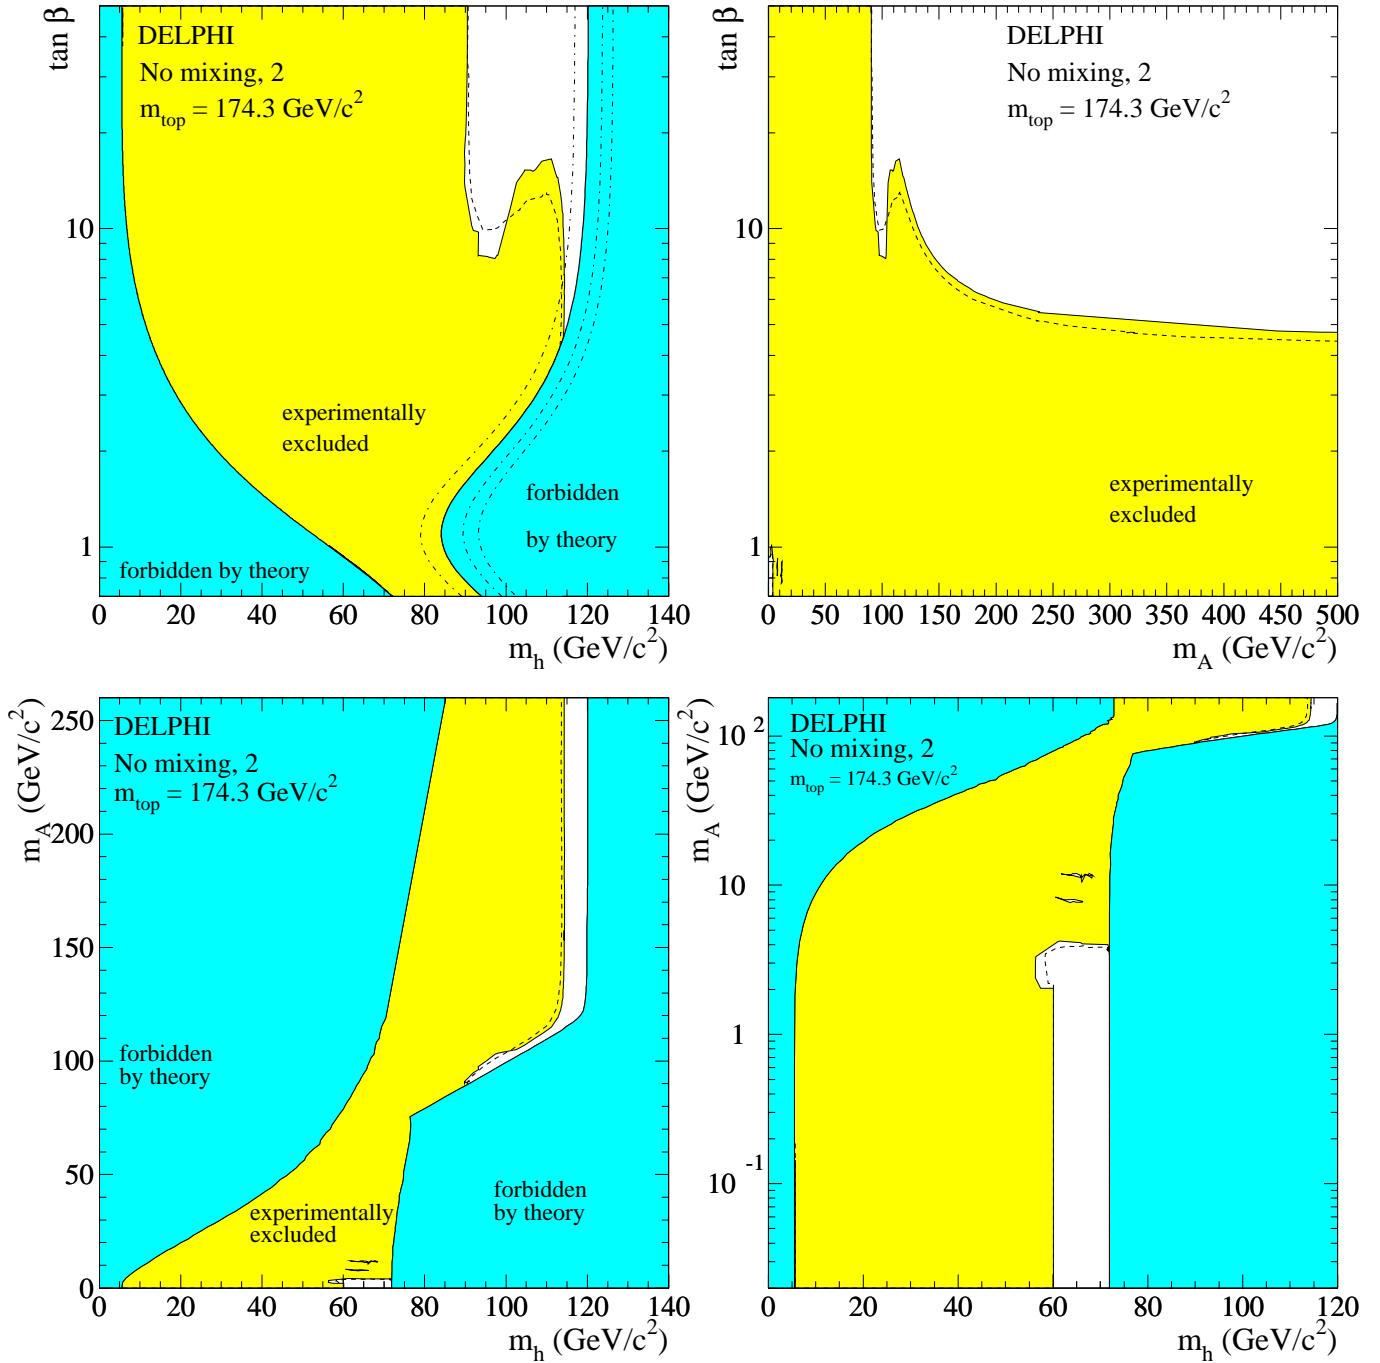 tan β
10
1
DELPHI
No mixing, 2
m_top = 174.3 GeV/c^2
experimentally
excluded
forbidden
by theory
forbidden by theory
0 20 40 60 80 100 120 140
m_h (GeV/c^2)
tan β
10
1
DELPHI
No mixing, 2
m_top = 174.3 GeV/c^2
experimentally
excluded
0 50 100 150 200 250 300 350 400 450 500
m_A (GeV/c^2)
m_A (GeV/c^2)
250
200
150
100
50
0
DELPHI
No mixing, 2
m_top = 174.3 GeV/c^2
forbidden
by theory
experimentally
excluded
forbidden
by theory
0 20 40 60 80 100 120 140
m_h (GeV/c^2)
m_A (GeV/c^2)
10^2
10
1
10^-1
DELPHI
No mixing, 2
m_top = 174.3 GeV/c^2
0 20 40 60 80 100 120
m_h (GeV/c^2)